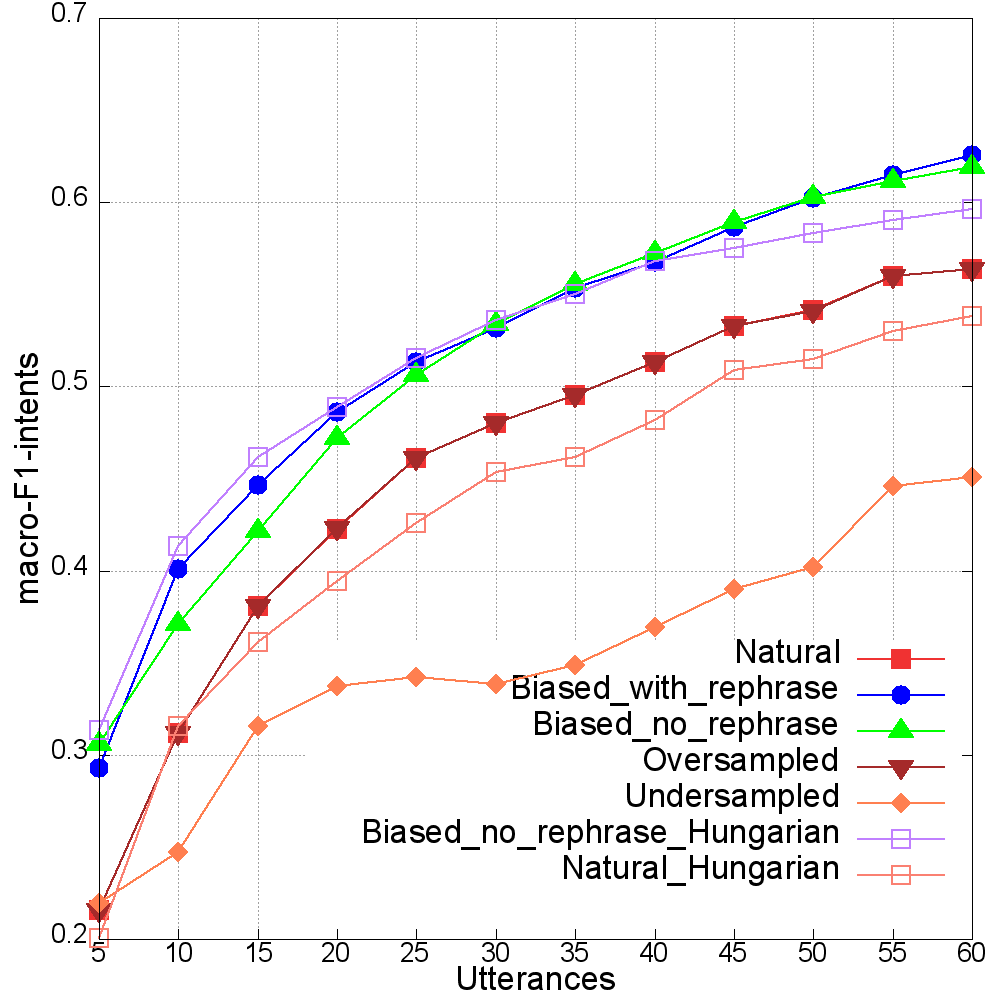 0.7
0.6
0.5
0.4
0.3
0.2
macro-F1-intents
Natural
Biased_with_rephrase
Biased_no_rephrase
Oversampled
Undersampled
Biased_no_rephrase_Hungarian
Natural_Hungarian
5 10 15 20 25 30 35 40 45 50 55 60
Utterances